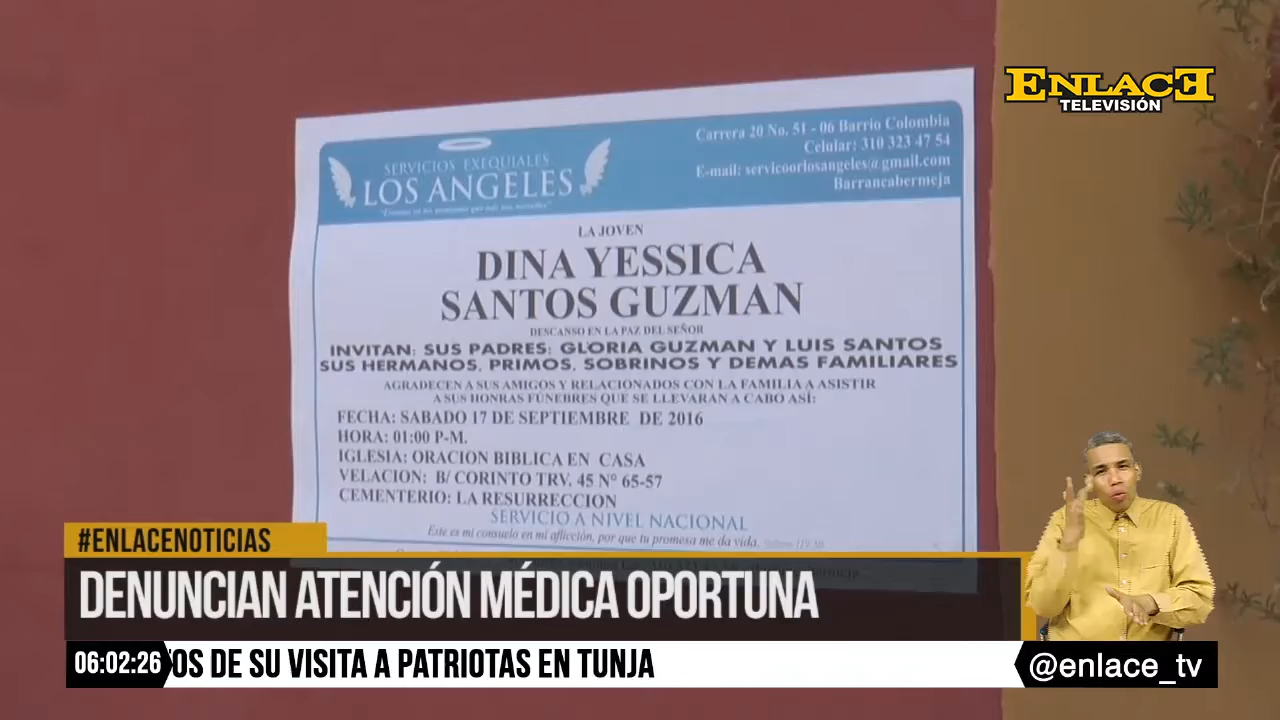 ENLACE
TELEVISIÓN
SERVICIOS EXEQUIALES
LOS ANGELES
Carrera 20 No. 51 - 06 Barrio Colombia
Celular: 310 323 47 54
E-mail: servicoorlosangeles@gmail.com
Barrancabermeja
LA JOVEN
DINA YESSICA
SANTOS GUZMAN
DESCANSO EN LA PAZ DEL SEÑOR
INVITAN: SUS PADRES: GLORIA GUZMAN Y LUIS SANTOS
SUS HERMANOS, PRIMOS, SOBRINOS Y DEMAS FAMILIARES
AGRADECEN A SUS AMIGOS Y RELACIONADOS CON LA FAMILIA A ASISTIR
A SUS HONRAS FÚNEBRES QUE SE LLEVARAN A CABO ASÍ:
FECHA: SABADO 17 DE SEPTIEMBRE DE 2016
HORA: 01:00 P-M.
IGLESIA: ORACION BIBLICA EN CASA
VELACION: B/ CORINTO TRV. 45 N° 65-57
CEMENTERIO: LA RESURRECCION
SERVICIO A NIVEL NACIONAL
Este es mi consuelo en mi aflicción, por que tu promesa me da vida.
#ENLACENOTICIAS
DENUNCIAN ATENCIÓN MÉDICA OPORTUNA
06:02:26
OS DE SU VISITA A PATRIOTAS EN TUNJA
@enlace_tv